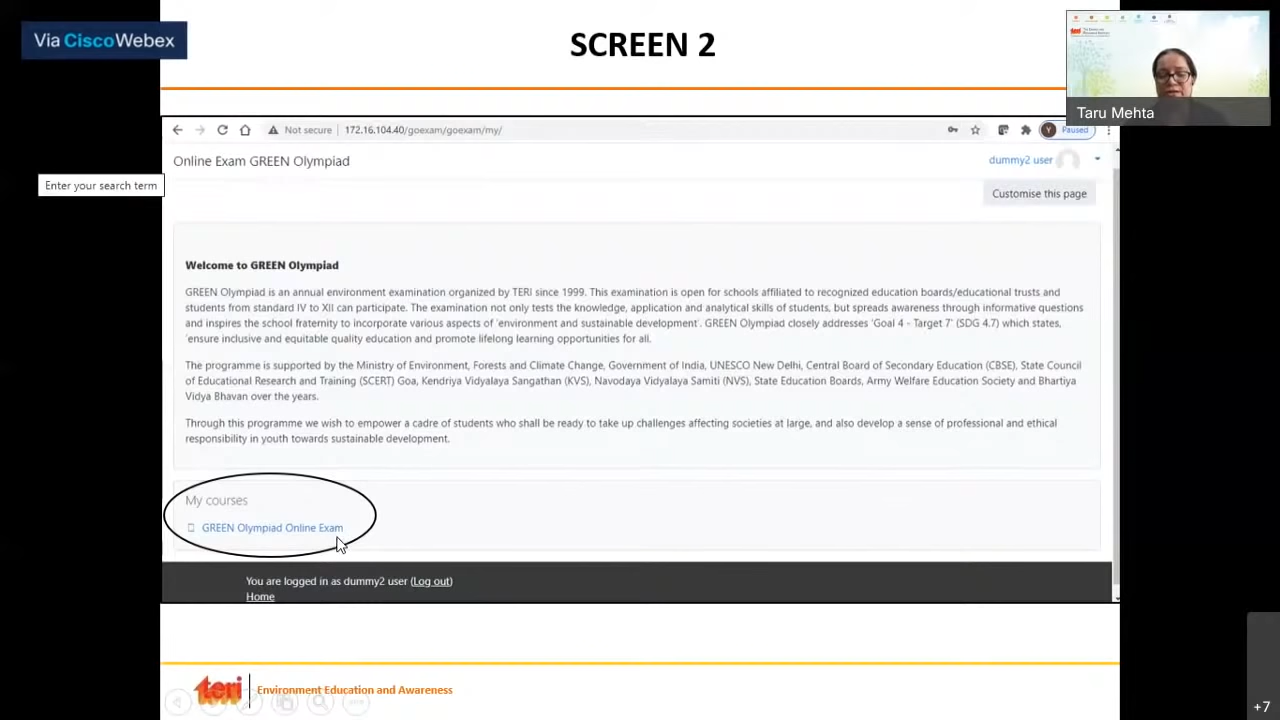 Via CiscoWebex
SCREEN 2
Taru Mehta
Not secure
172.16.104.40/goexam/goexam/my/
Paused
Online Exam GREEN Olympiad
dummy2 user
Enter your search term
Customise this page
Welcome to GREEN Olympiad
GREEN Olympiad is an annual environment examination organized by TERI since 1999. This examination is open for schools affiliated to recognized education boards/educational trusts and
students from standard IV to XII can participate. The examination not only tests the knowledge, application and analytical skills of students, but spreads awareness through informative questions
and inspires the school fraternity to incorporate various aspects of 'environment and sustainable development'. GREEN Olympiad closely addresses 'Goal 4 - Target 7' (SDG 4.7) which states,
'ensure inclusive and equitable quality education and promote lifelong learning opportunities for all.
The programme is supported by the Ministry of Environment, Forests and Climate Change, Government of India, UNESCO New Delhi, Central Board of Secondary Education (CBSE), State Council
of Educational Research and Training (SCERT) Goa, Kendriya Vidyalaya Sangathan (KVS), Navodaya Vidyalaya Samiti (NVS), State Education Boards, Army Welfare Education Society and Bhartiya
Vidya Bhavan over the years.
Through this programme we wish to empower a cadre of students who shall be ready to take up challenges affecting societies at large, and also develop a sense of professional and ethical
responsibility in youth towards sustainable development.
My courses
GREEN Olympiad Online Exam
You are logged in as dummy2 user (Log out)
Home
teri
Environment Education and Awareness
+7